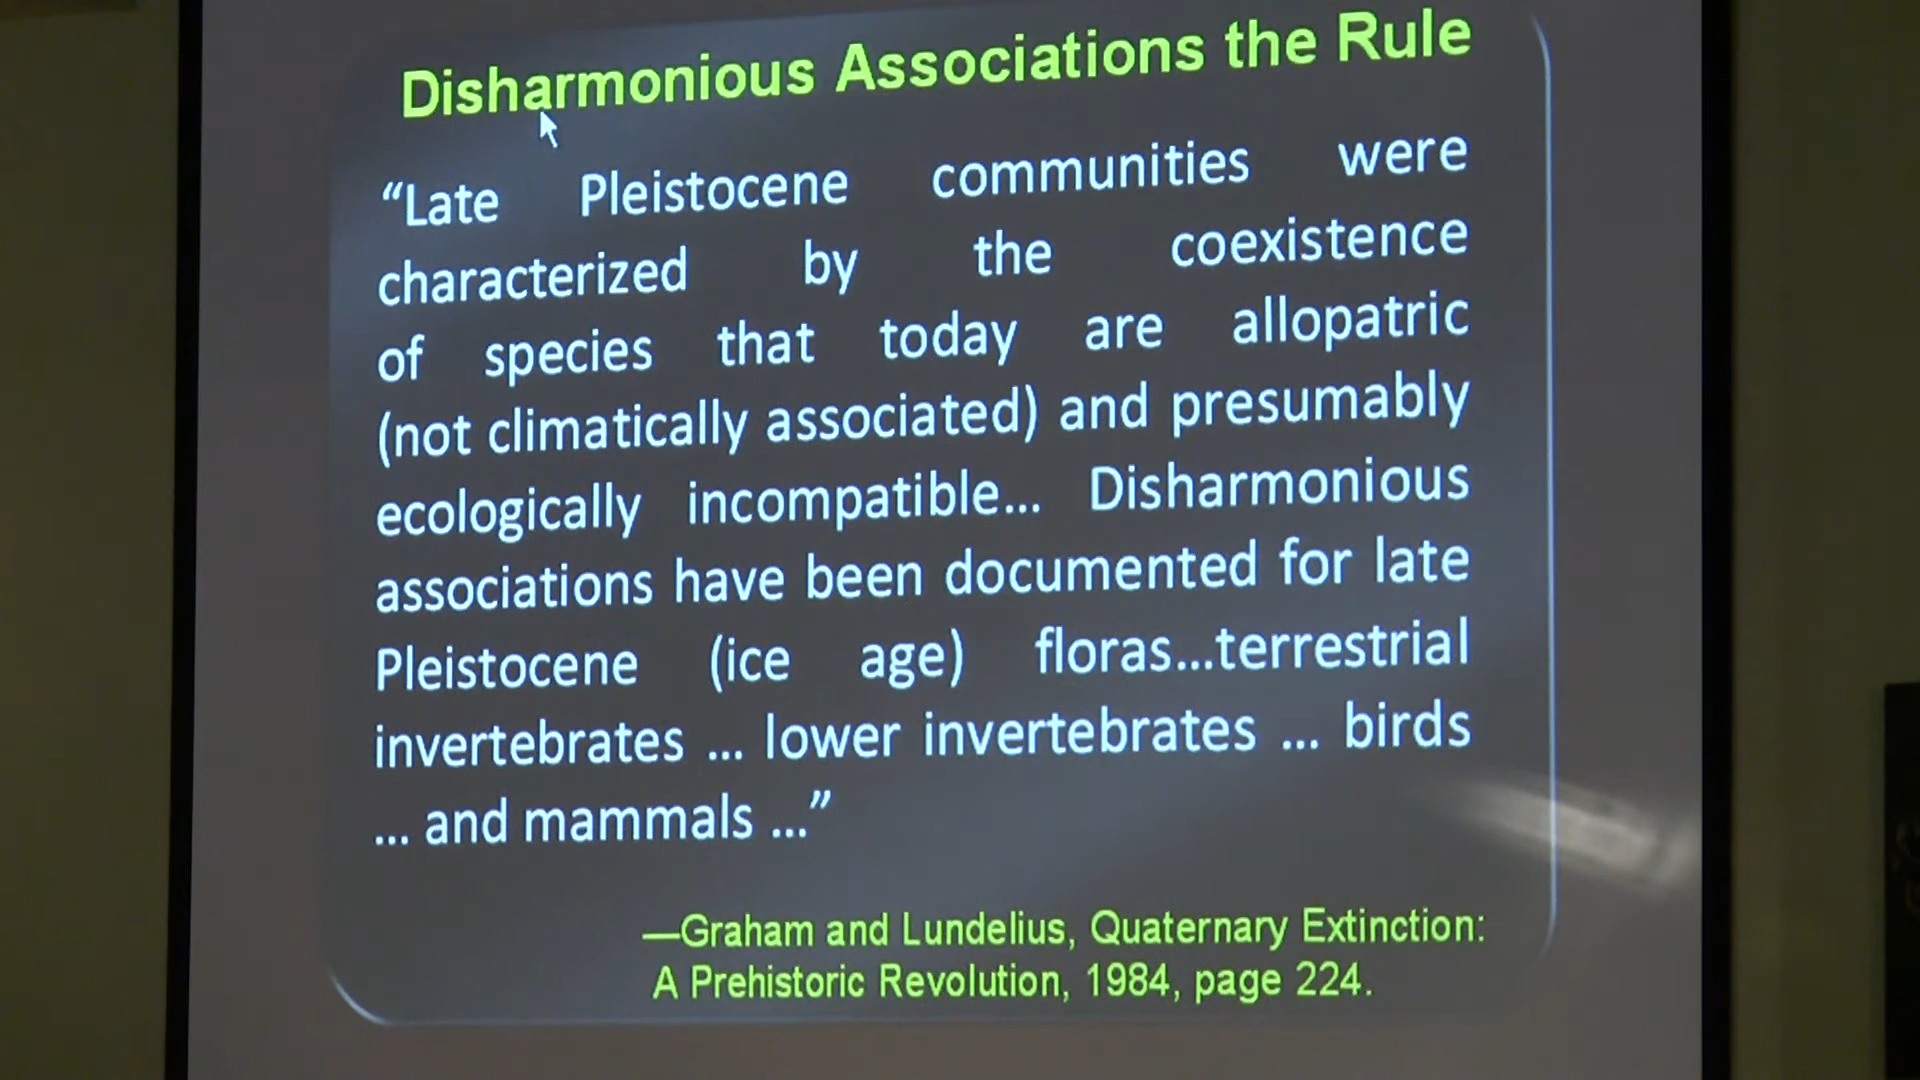 Disharmonious Associations the Rule
“Late Pleistocene communities were
characterized by the coexistence
of species that today are allopatric
(not climatically associated) and presumably
ecologically incompatible... Disharmonious
associations have been documented for late
Pleistocene (ice age) floras...terrestrial
invertebrates ... lower invertebrates ... birds
... and mammals ...”
—Graham and Lundelius, Quaternary Extinction:
A Prehistoric Revolution, 1984, page 224.